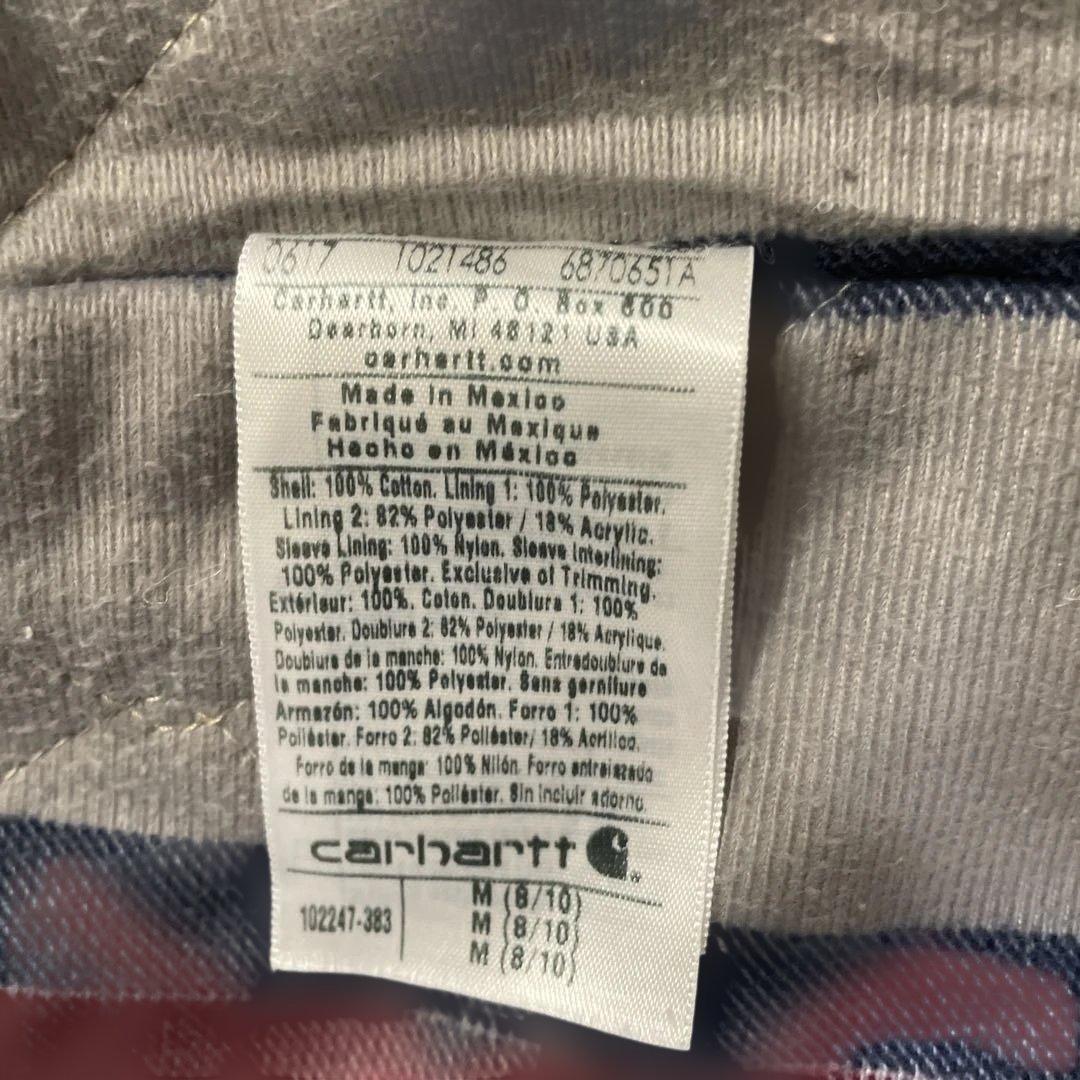 0617 1021486 6870651A
Carhartt, Inc. P. O. Box 600
Dearborn, MI 48121 USA
carhartt.com
Made in Mexico
Fabriqué au Mexique
Hecho en México
Shell: 100% Cotton. Lining 1: 100% Polyester.
Lining 2: 82% Polyester / 18% Acrylic.
Sleeve Lining: 100% Nylon. Sleeve Interlining:
100% Polyester. Exclusive of Trimming.
Extérieur: 100%. Coton. Doublure 1: 100%
Polyester. Doublure 2: 82% Polyester / 18% Acrylique.
Doublure de la manche: 100% Nylon. Entredoublure de
la manche: 100% Polyester. Sans garniture
Armazón: 100% Algodón. Forro 1: 100%
Poliéster. Forro 2: 82% Poliéster/ 18% Acrílico.
Forro de la manga: 100% Nilón. Forro entrelazado
de la manga: 100% Poliéster. Sin incluir adorno.
carhartt
102247-383
M (8/10)
M (8/10)
M (8/10)